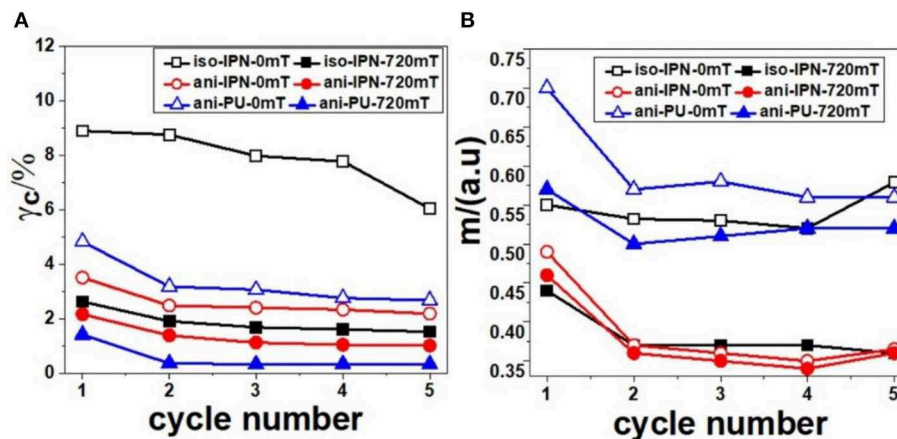 A
γc/%
12
10
8
6
4
2
0
iso-IPN-0mT iso-IPN-720mT
ani-IPN-0mT ani-IPN-720mT
ani-PU-0mT ani-PU-720mT
1 2 3 4 5
cycle number
B
m/(a.u)
0.75
0.70
0.65
0.60
0.55
0.50
0.45
0.40
0.35
iso-IPN-0mT iso-IPN-720mT
ani-IPN-0mT ani-IPN-720mT
ani-PU-0mT ani-PU-720mT
1 2 3 4 5
cycle number